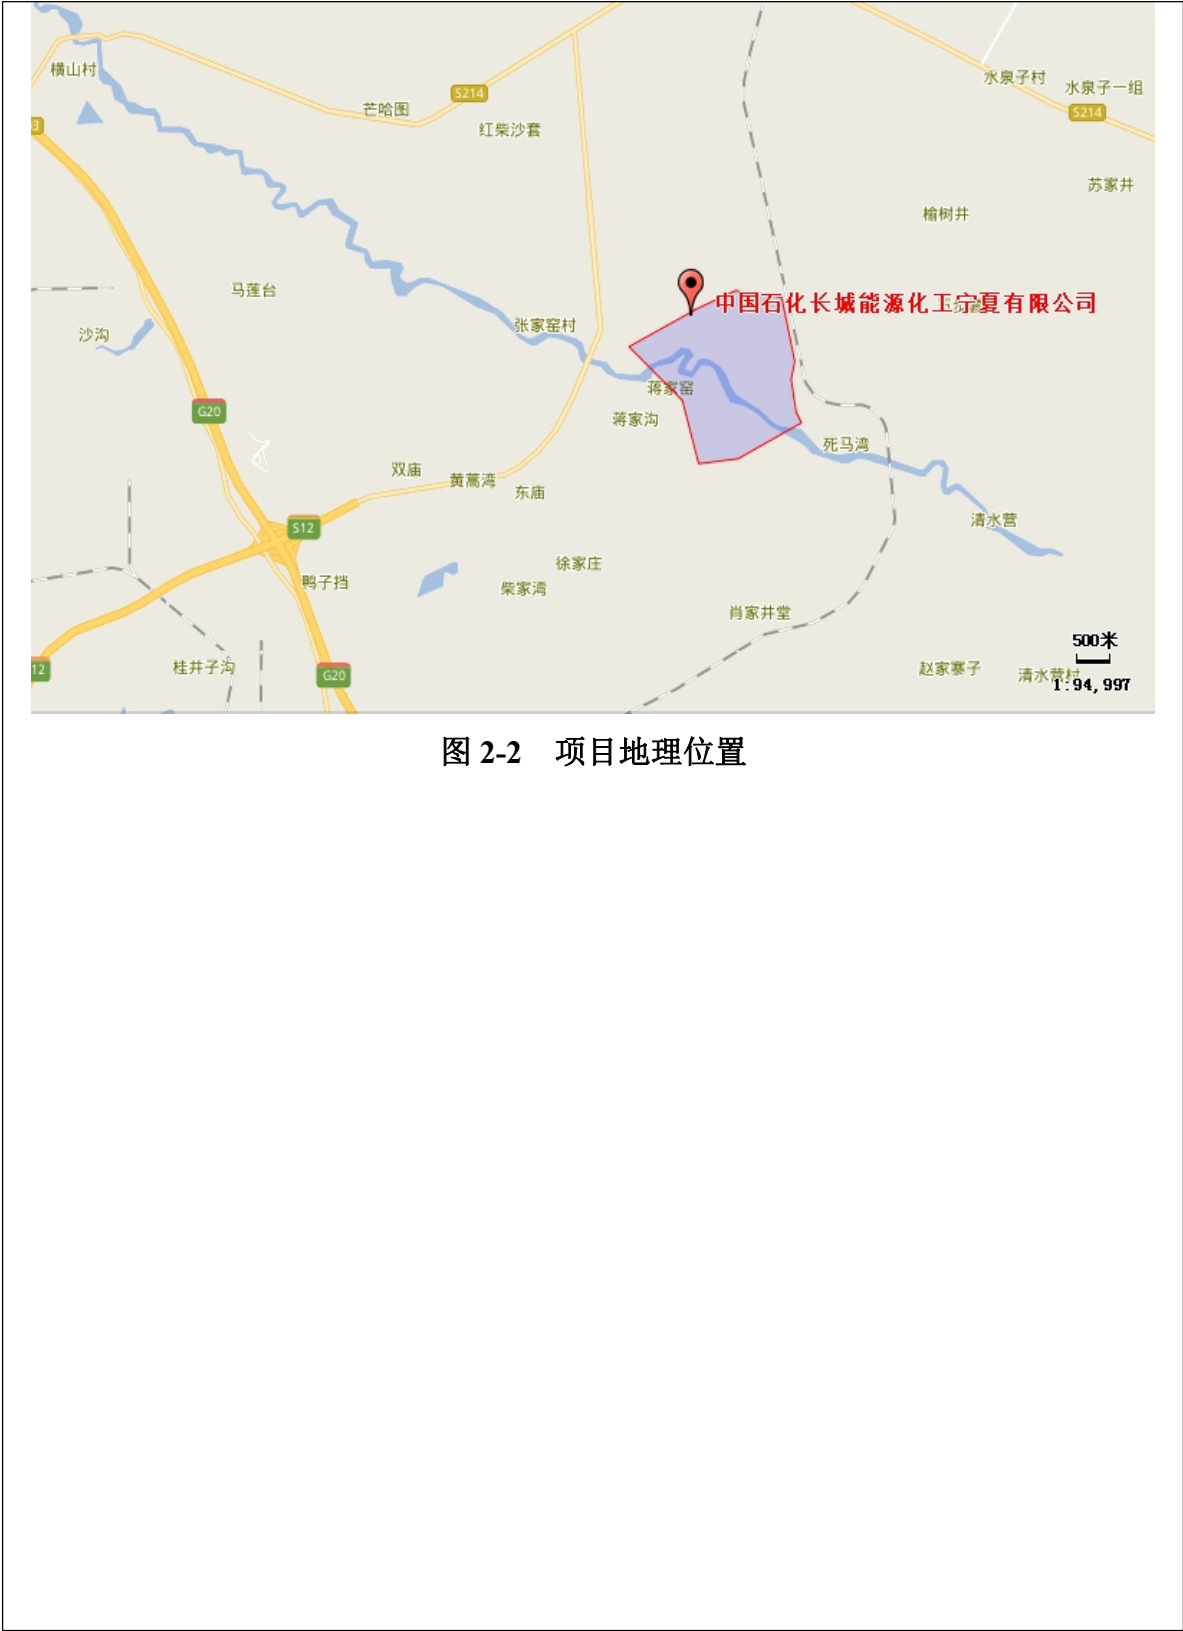 横山村
水泉子村
水泉子一组
S214
芒哈图
红柴沙套
S214
3
苏家井
榆树井
马莲台
中国石化长城能源化工宁夏有限公司
张家窑村
沙沟
蒋家窑
G20
蒋家沟
死马湾
双庙
黄蒿湾
东庙
清水营
S12
徐家庄
鸭子挡
柴家湾
肖家井堂
500米
桂井子沟
12
G20
赵家寨子
清水营村
1:94,997
图 2-2 项目地理位置